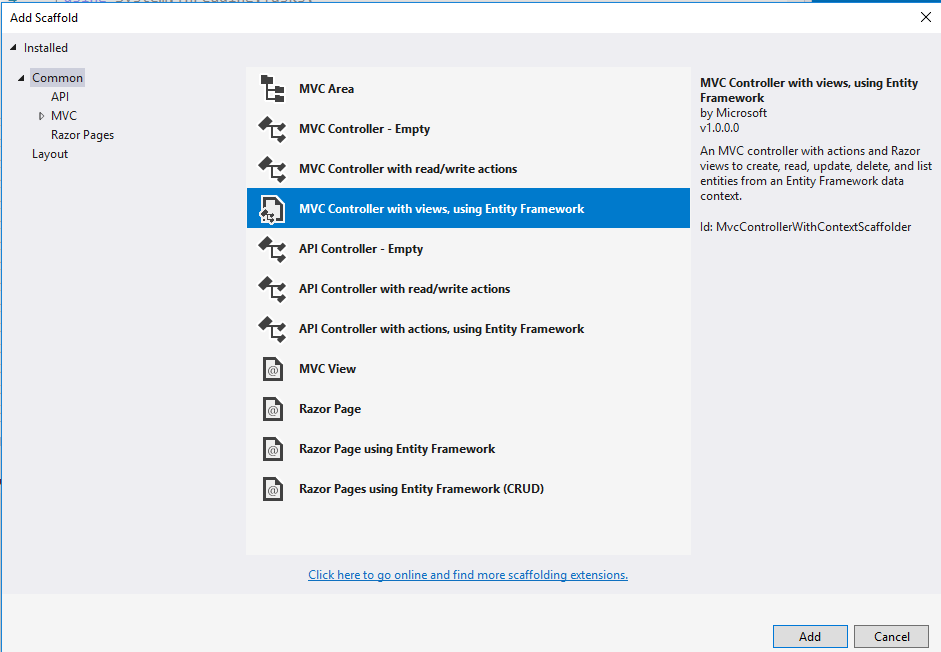 Add Scaffold
Installed
Common
API
MVC
Razor Pages
Layout
MVC Area
MVC Controller - Empty
MVC Controller with read/write actions
MVC Controller with views, using Entity Framework
API Controller - Empty
API Controller with read/write actions
API Controller with actions, using Entity Framework
MVC View
Razor Page
Razor Page using Entity Framework
Razor Pages using Entity Framework (CRUD)
MVC Controller with views, using Entity
Framework
by Microsoft
v1.0.0.0
An MVC controller with actions and Razor
views to create, read, update, delete, and list
entities from an Entity Framework data
context.
Id: MvcControllerWithContextScaffolder
Click here to go online and find more scaffolding extensions.
Add
Cancel